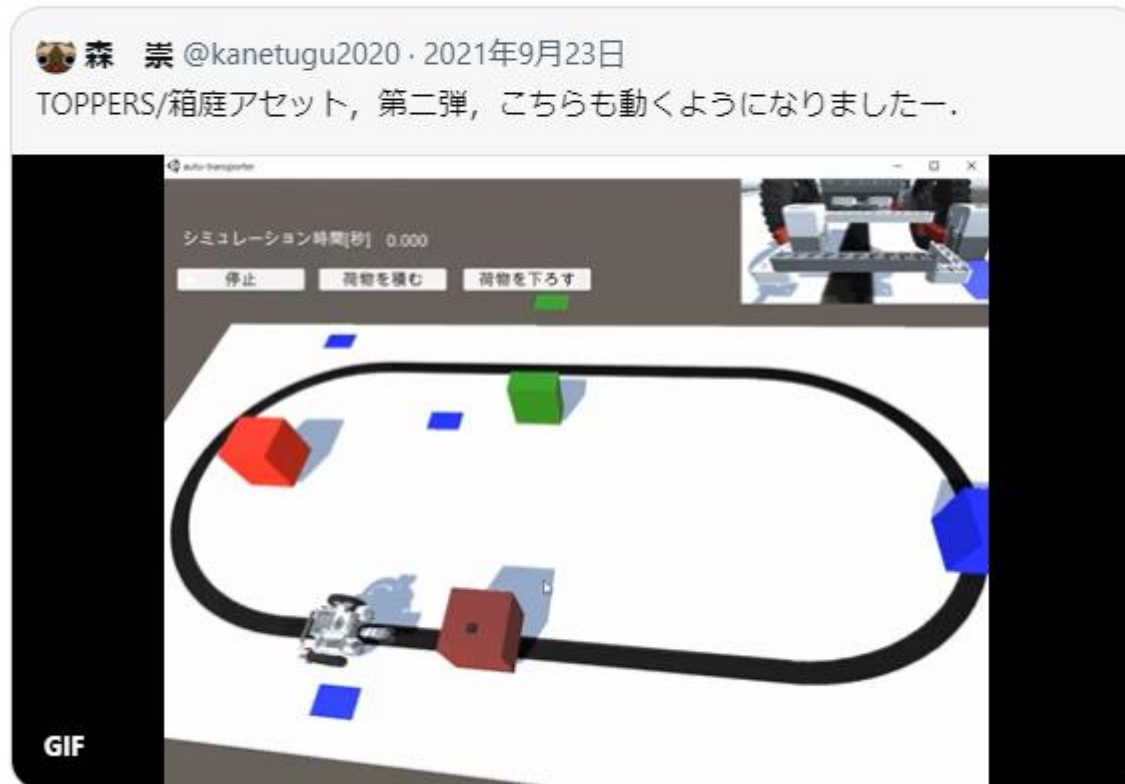 森 崇 @kanetugu2020 · 2021年9月23日
TOPPERS/箱庭アセット，第二弾，こちらも動くようになりましたー．
auto-transporter
シミュレーション時間[秒] 0.000
停止 荷物を積む 荷物を下ろす
GIF